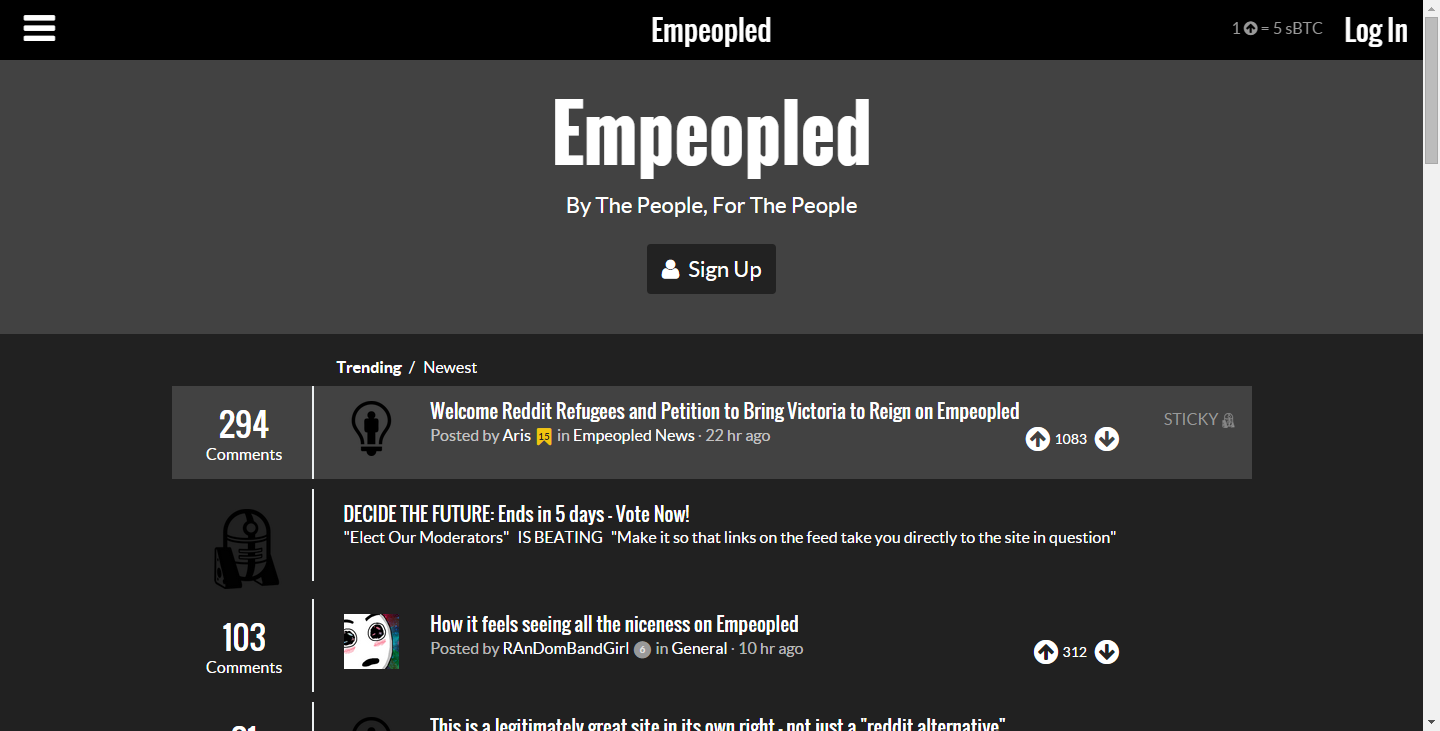 Empeopled
1 = 5 sBTC
Log In
Empeopled
By The People, For The People
Sign Up
Trending / Newest
294
Comments
Welcome Reddit Refugees and Petition to Bring Victoria to Reign on Empeopled
Posted by Aris 15 in Empeopled News · 22 hr ago
1083
STICKY
DECIDE THE FUTURE: Ends in 5 days - Vote Now!
"Elect Our Moderators" IS BEATING "Make it so that links on the feed take you directly to the site in question"
103
Comments
How it feels seeing all the niceness on Empeopled
Posted by RAnDomBandGirl 6 in General · 10 hr ago
312
This is a legitimately great site in its own right - not just a "reddit alternative"